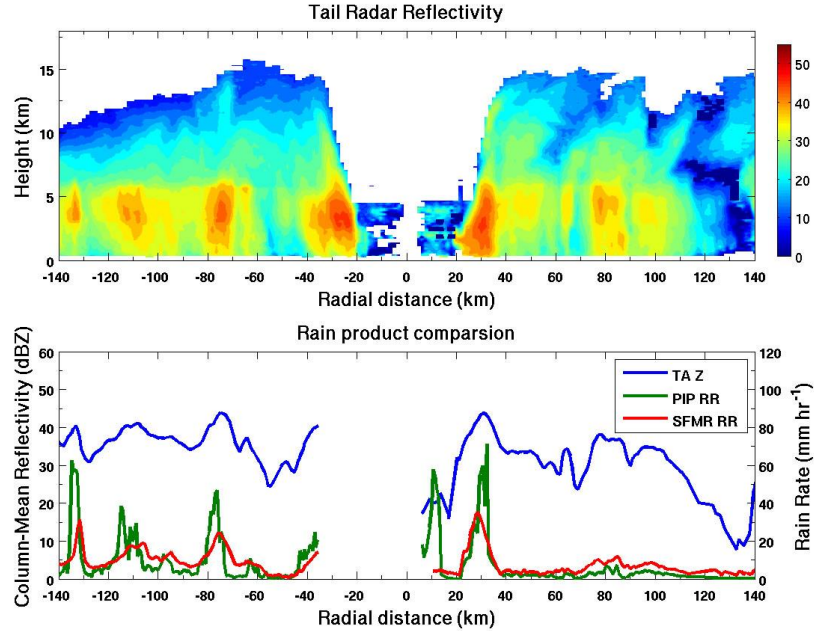 Tail Radar Reflectivity
Height (km)
15
10
5
0
-140 -120 -100 -80 -60 -40 -20 0 20 40 60 80 100 120 140
Radial distance (km)
50
40
30
20
10
0
Rain product comparsion
Column-Mean Reflectivity (dBZ)
60
50
40
30
20
10
0
TA Z
PIP RR
SFMR RR
120
100
80
60
40
20
0
Rain Rate (mm hr-1)
-140 -120 -100 -80 -60 -40 -20 0 20 40 60 80 100 120 140
Radial distance (km)